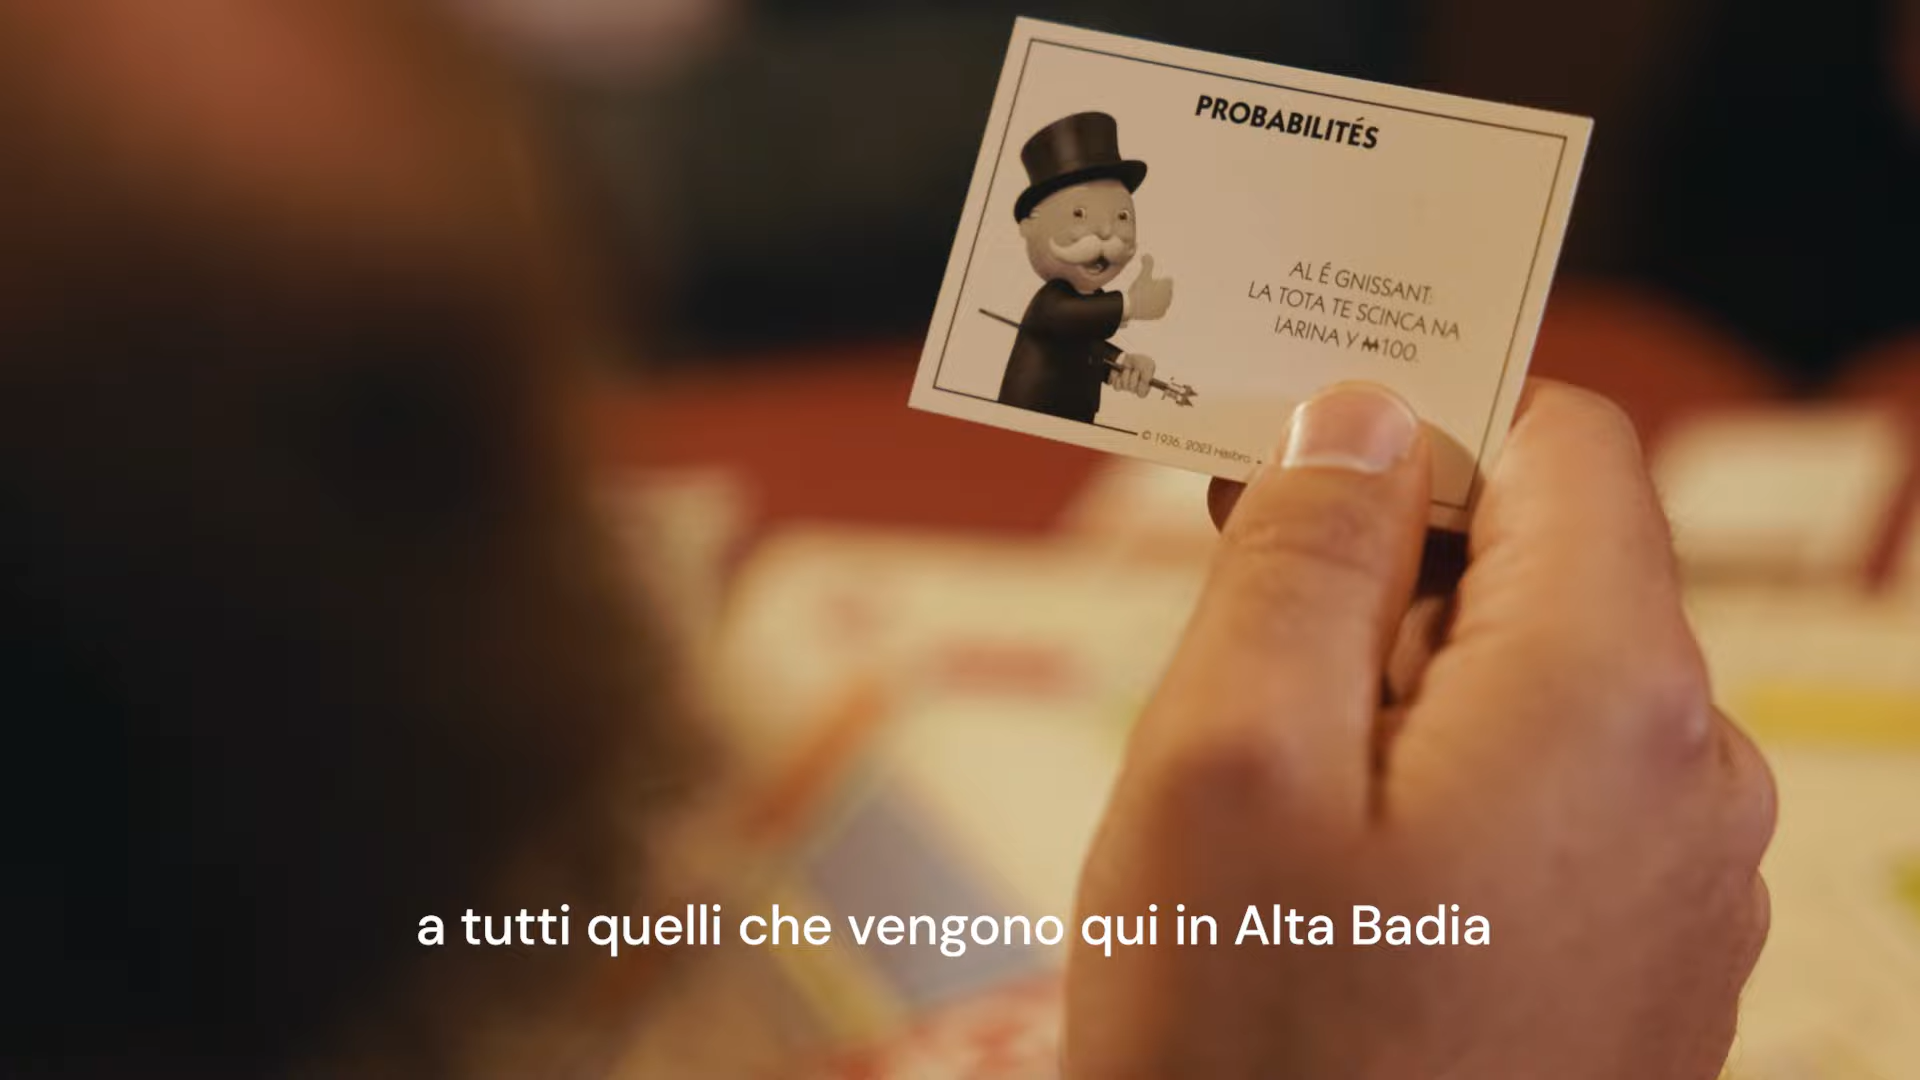 PROBABILITÉS
AL É GNISSANT:
LA TOTA TE SCINCA NA
IARINA Y M100.
© 1936, 2023 Hasbro.
a tutti quelli che vengono qui in Alta Badia